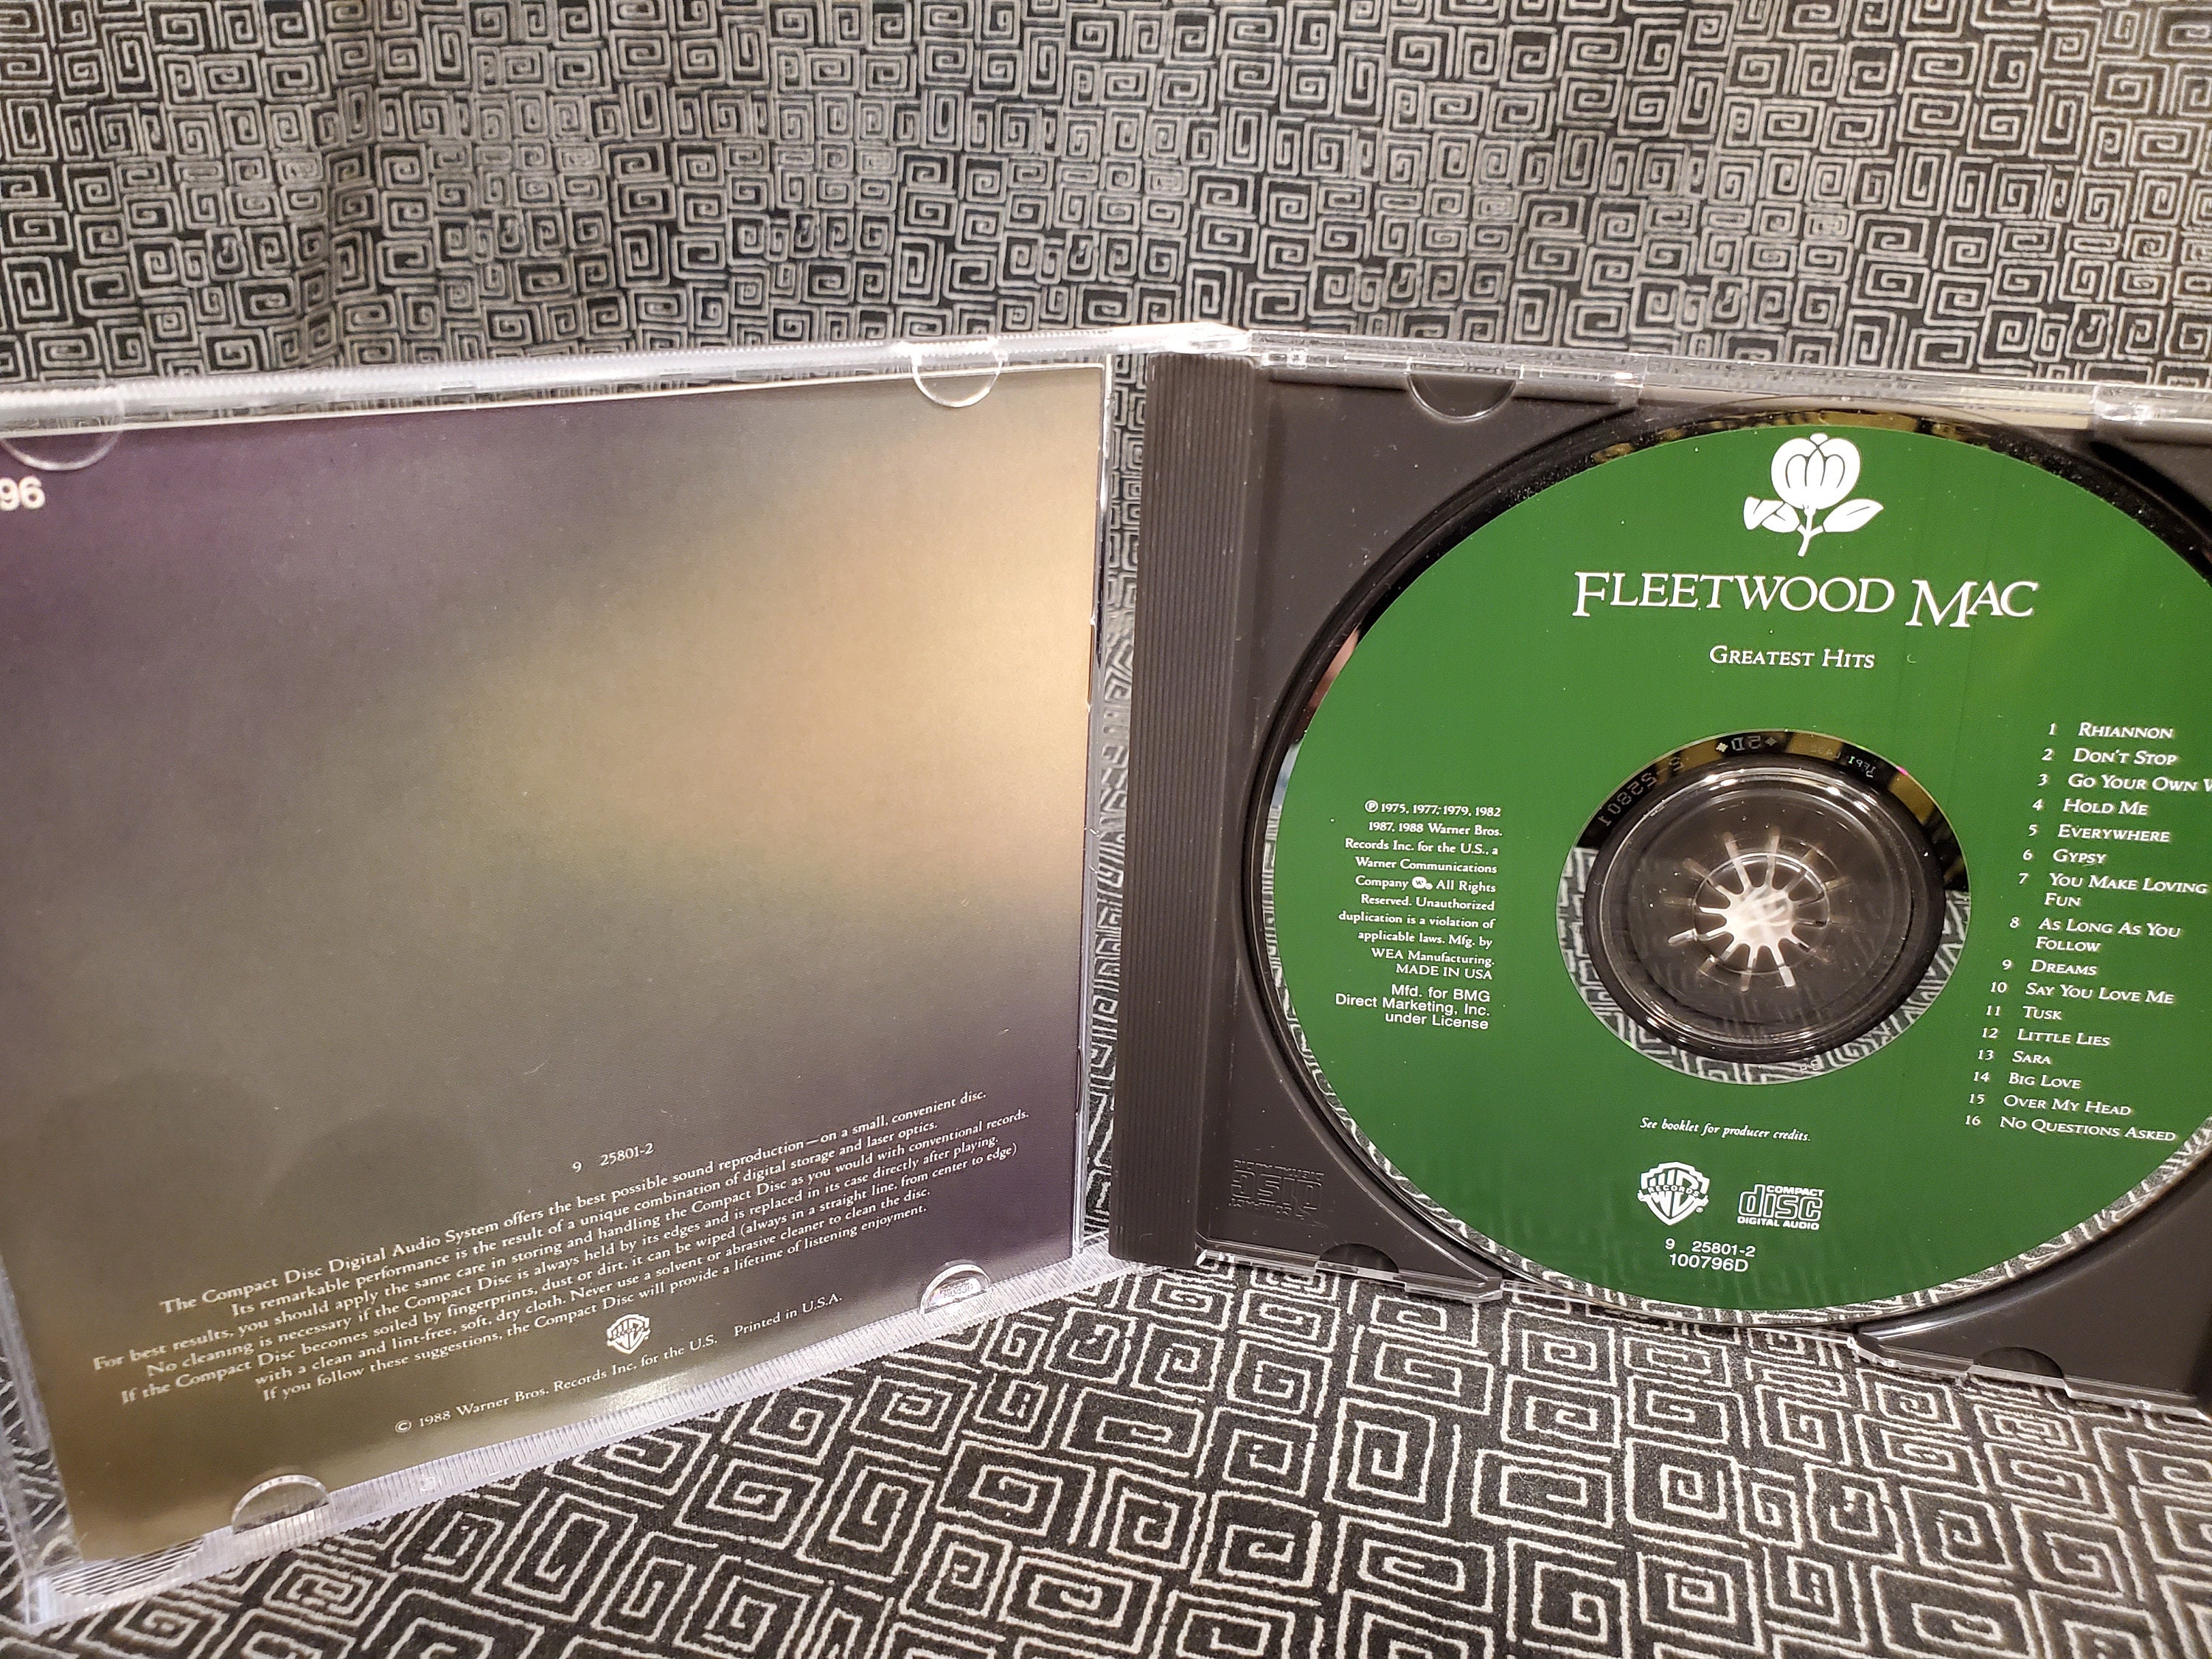 96
9 25801-2
The Compact Disc Digital Audio System offers the best possible sound reproduction—on a small, convenient disc.
Its remarkable performance is the result of a unique combination of digital storage and laser optics.
For best results, you should apply the same care in storing and handling the Compact Disc as you would with conventional records.
No cleaning is necessary if the Compact Disc is always held by its edges and is replaced in its case directly after playing.
If the Compact Disc becomes soiled by fingerprints, dust or dirt, it can be wiped (always in a straight line, from center to edge)
with a clean and lint-free, soft, dry cloth. Never use a solvent or abrasive cleaner to clean the disc.
If you follow these suggestions, the Compact Disc will provide a lifetime of listening enjoyment.
© 1988 Warner Bros. Records Inc. for the U.S. Printed in U.S.A.
FLEETWOOD MAC
GREATEST HITS
℗ 1975, 1977, 1979, 1982
1987, 1988 Warner Bros.
Records Inc. for the U.S., a
Warner Communications
Company All Rights
Reserved. Unauthorized
duplication is a violation of
applicable laws. Mfg. by
WEA Manufacturing.
MADE IN USA
Mfd. for BMG
Direct Marketing, Inc.
under License
1 RHIANNON
2 DON'T STOP
3 GO YOUR OWN
4 HOLD ME
5 EVERYWHERE
6 GYPSY
7 YOU MAKE LOVING
FUN
8 AS LONG AS YOU
FOLLOW
9 DREAMS
10 SAY YOU LOVE ME
11 TUSK
12 LITTLE LIES
13 SARA
14 BIG LOVE
15 OVER MY HEAD
16 NO QUESTIONS ASKED
See booklet for producer credits.
WB RECORDS
COMPACT
disc
DIGITAL AUDIO
9 25801-2
100796D